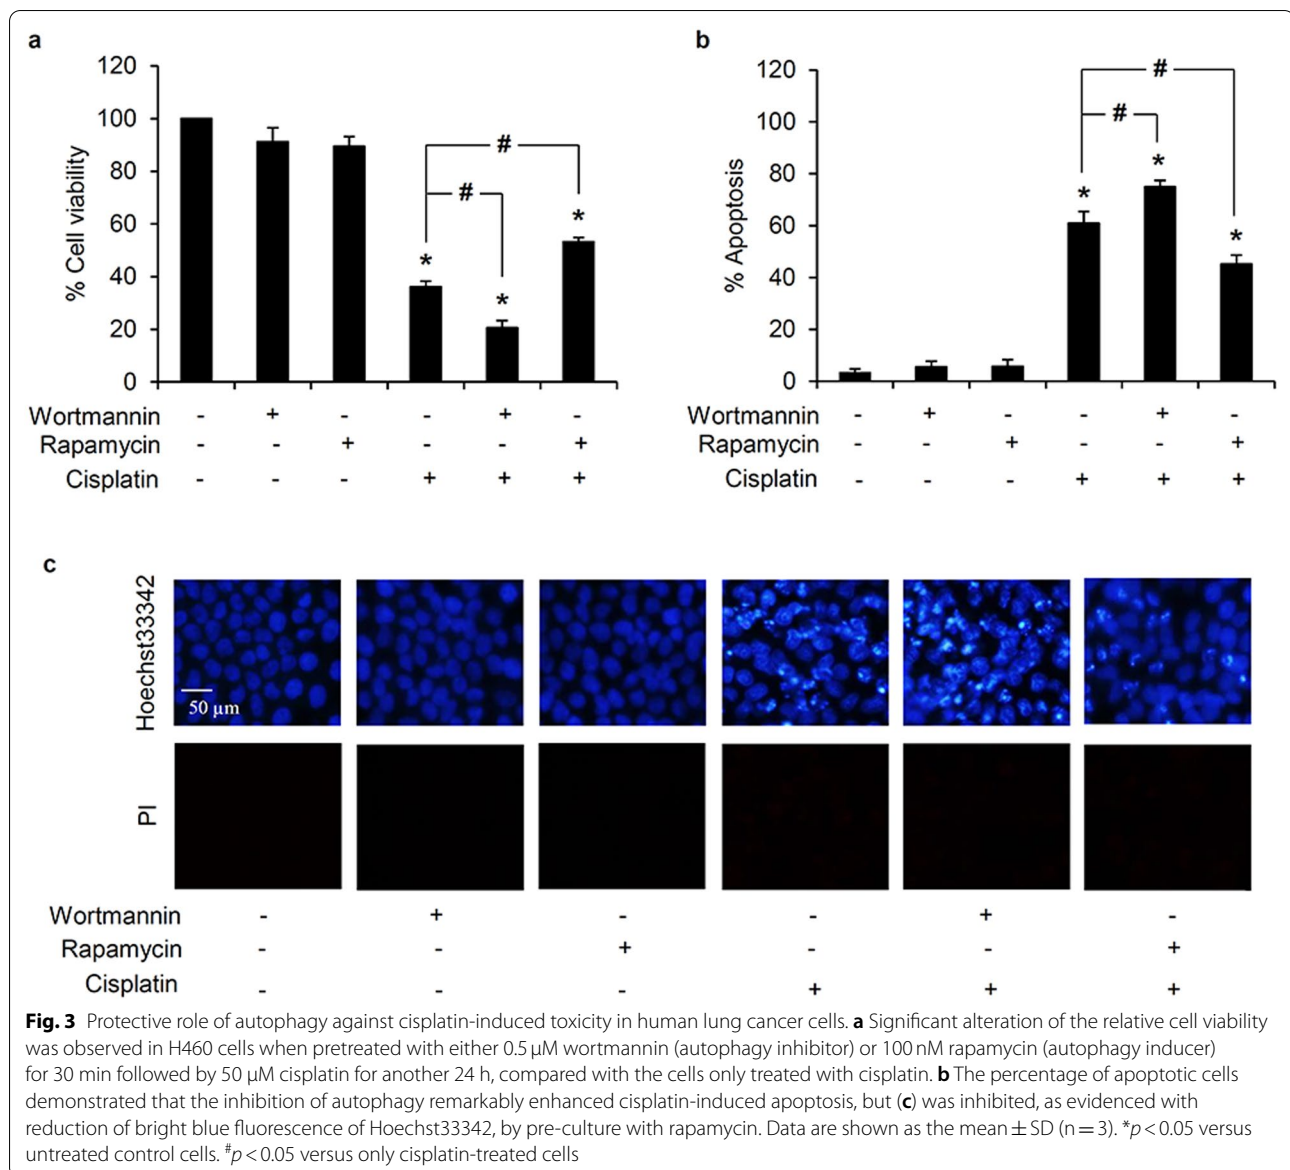 a
120
100
80
60
40
20
0
% Cell viability
#
#
*
*
*
Wortmannin - + - - + -
Rapamycin - - + - - +
Cisplatin - - - + + +
b
120
100
80
60
40
20
0
% Apoptosis
#
#
*
*
*
Wortmannin - + - - + -
Rapamycin - - + - - +
Cisplatin - - - + + +
c
Hoechst33342
50 µm
PI
Wortmannin - + - - + -
Rapamycin - - + - - +
Cisplatin - - - + + +
Fig. 3 Protective role of autophagy against cisplatin-induced toxicity in human lung cancer cells. a Significant alteration of the relative cell viability
was observed in H460 cells when pretreated with either 0.5 µM wortmannin (autophagy inhibitor) or 100 nM rapamycin (autophagy inducer)
for 30 min followed by 50 µM cisplatin for another 24 h, compared with the cells only treated with cisplatin. b The percentage of apoptotic cells
demonstrated that the inhibition of autophagy remarkably enhanced cisplatin-induced apoptosis, but (c) was inhibited, as evidenced with
reduction of bright blue fluorescence of Hoechst33342, by pre-culture with rapamycin. Data are shown as the mean ± SD (n = 3). *p < 0.05 versus
untreated control cells. #p < 0.05 versus only cisplatin-treated cells